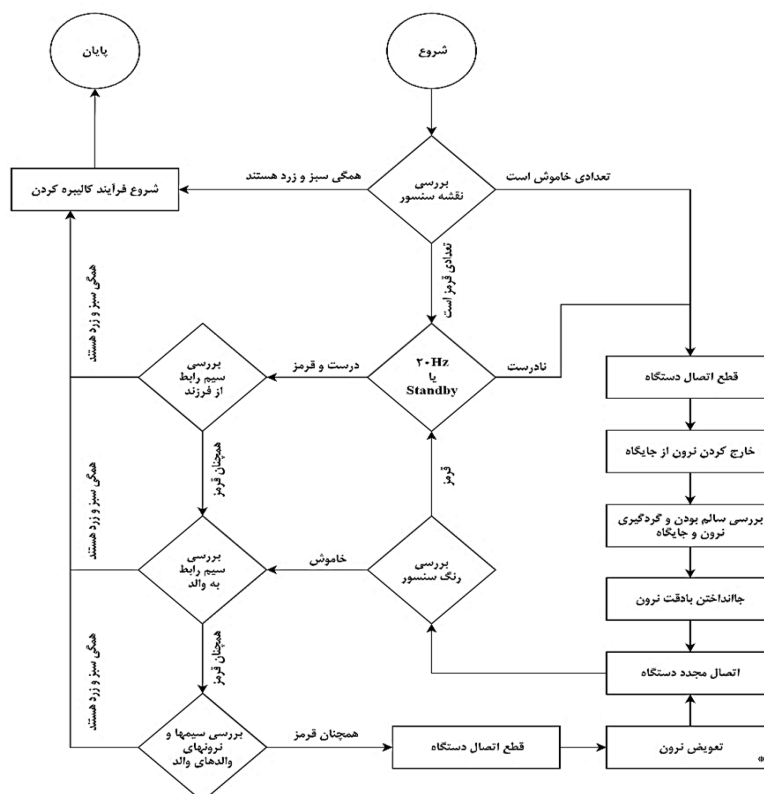 شروع
پایان
بررسی
نقشه سنسور
همگی سبز و زرد هستند
تعدادی خاموش است
شروع فرآیند کالیبره کردن
تعدادی قرمز است
۲۰Hz
یا
Standby
نادرست
درست و قرمز
بررسی
سیم رابط
از فرزند
همگی سبز و زرد هستند
قطع اتصال دستگاه
خارج کردن نرون از جایگاه
همچنان قرمز
قرمز
بررسی سالم بودن و گردگیری
نرون و جایگاه
بررسی
رنگ سنسور
خاموش
بررسی
سیم رابط
به والد
همگی سبز و زرد هستند
جاانداختن بادقت نرون
اتصال مجدد دستگاه
همچنان قرمز
همگی سبز و زرد هستند
بررسی سیمها و
نرونهای
والدهای والد
همچنان قرمز
قطع اتصال دستگاه
تعویض نرون
*